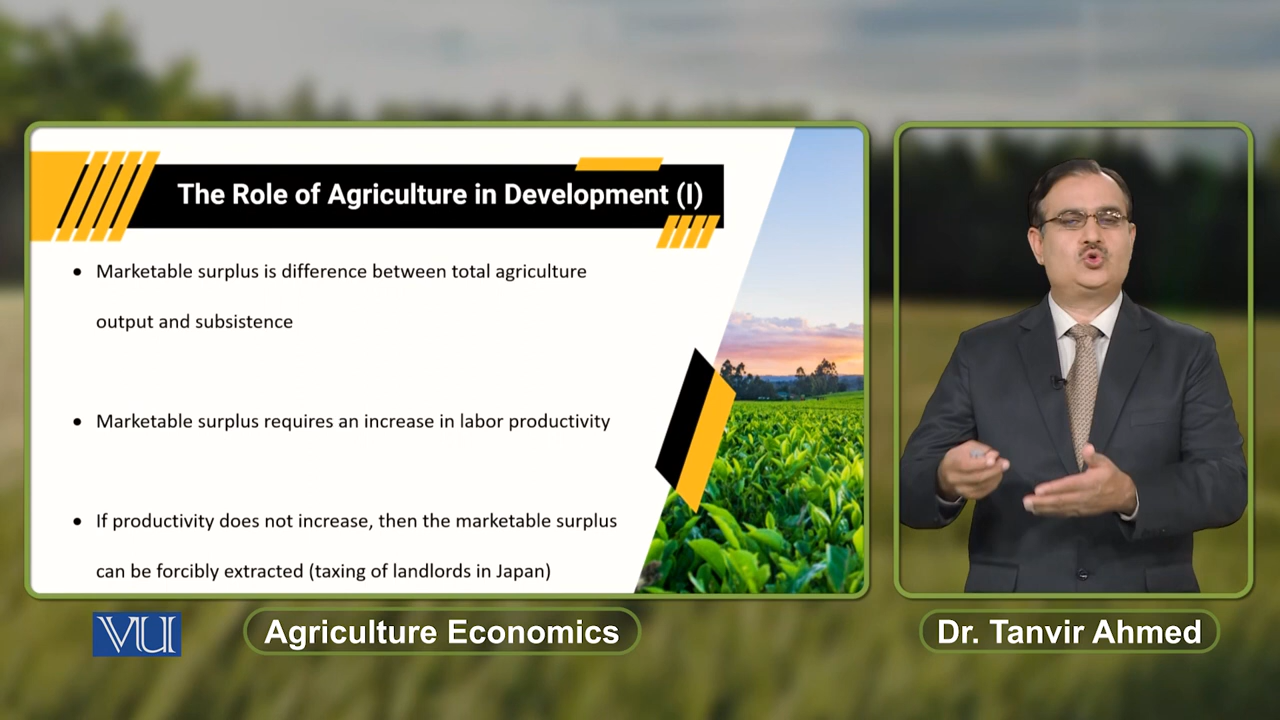 The Role of Agriculture in Development (I)
• Marketable surplus is difference between total agriculture
output and subsistence
• Marketable surplus requires an increase in labor productivity
• If productivity does not increase, then the marketable surplus
can be forcibly extracted (taxing of landlords in Japan)
VU
Agriculture Economics
Dr. Tanvir Ahmed